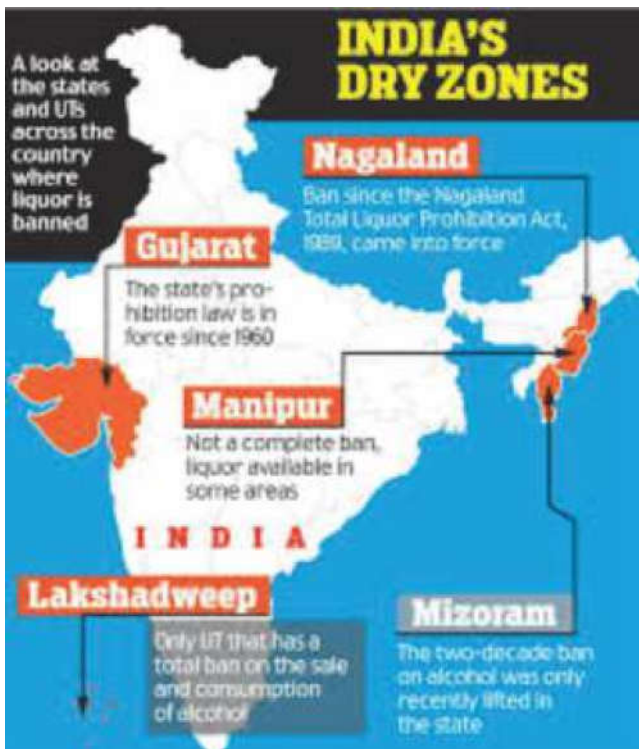 INDIA'S
DRY ZONES
A look at
the states
and UTs
across the
country
where
liquor is
banned
Nagaland
Ban since the Nagaland
Total Liquor Prohibition Act,
1989, came into force
Gujarat
The state's pro-
hibition law is in
force since 1960
Manipur
Not a complete ban,
liquor available in
some areas
INDIA
Lakshadweep
Only UT that has a
total ban on the sale
and consumption
of alcohol
Mizoram
The two-decade ban
on alcohol was only
recently lifted in
the state